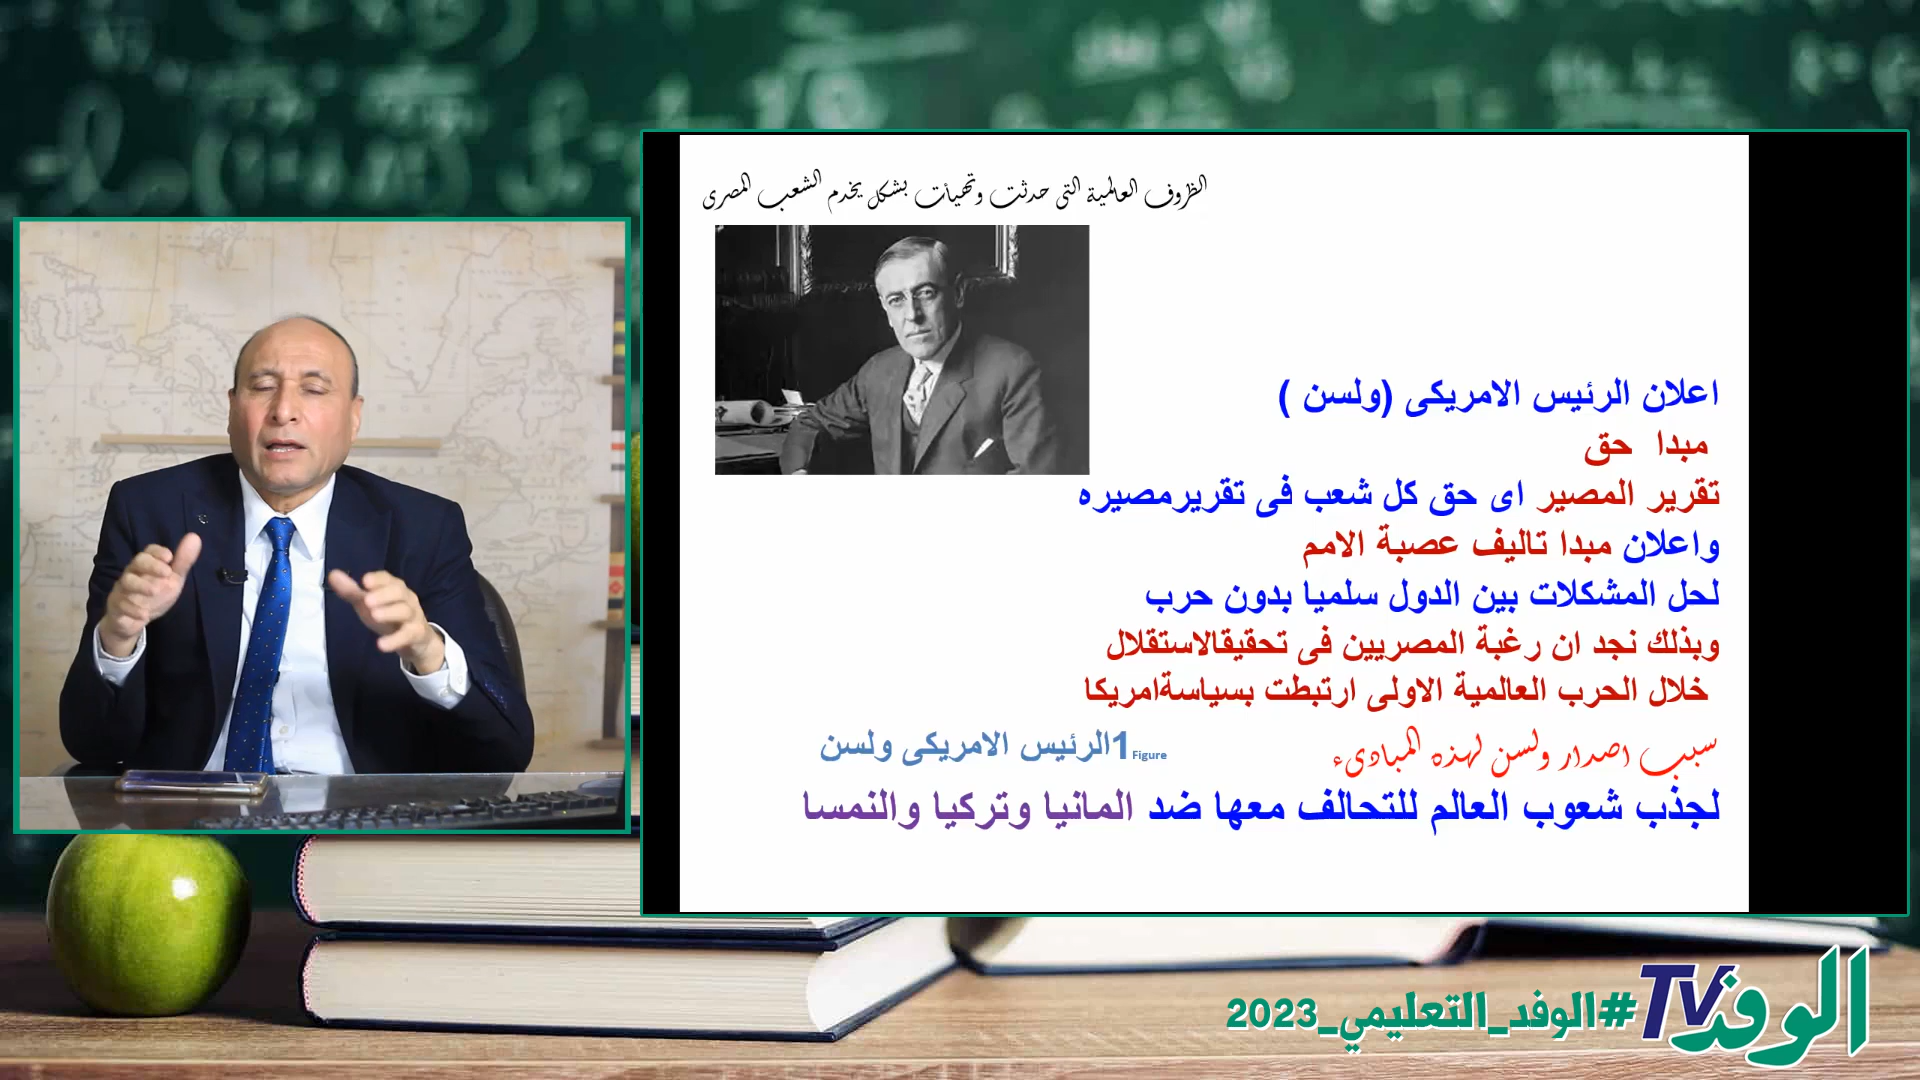 الظروف العالمية التى حدثت وتهيأت بشكل يخدم الشعب المصرى
اعلان الرئيس الامريكى (ولسن )
مبدا حق
تقرير المصير اى حق كل شعب فى تقريرمصيره
واعلان مبدا تاليف عصبة الامم
لحل المشكلات بين الدول سلميا بدون حرب
وبذلك نجد ان رغبة المصريين فى تحقيقالاستقلال
خلال الحرب العالمية الاولى ارتبطت بسياسةامريكا
Figure 1الرئيس الامريكى ولسن
سبب اصدار ولسن لهذه المبادىء
لجذب شعوب العالم للتحالف معها ضد المانيا وتركيا والنمسا
#الوفد_التعليمي_2023
الوفد TV